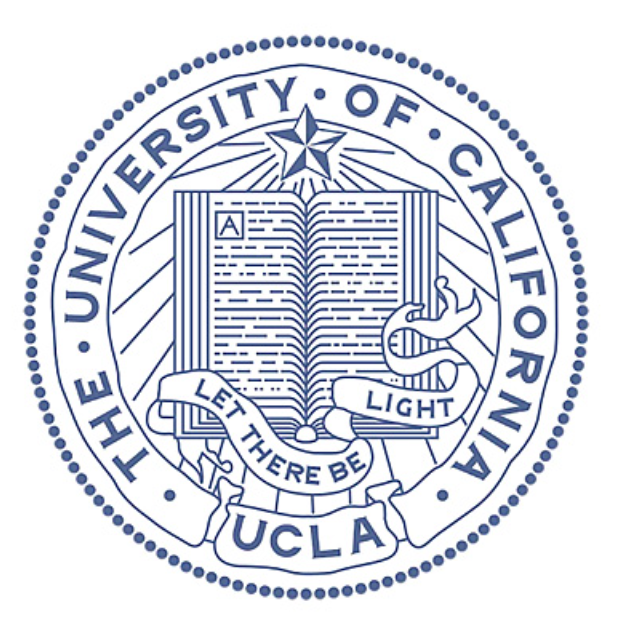 THE · UNIVERSITY · OF · CALIFORNIA
A
LET THERE BE
LIGHT
UCLA